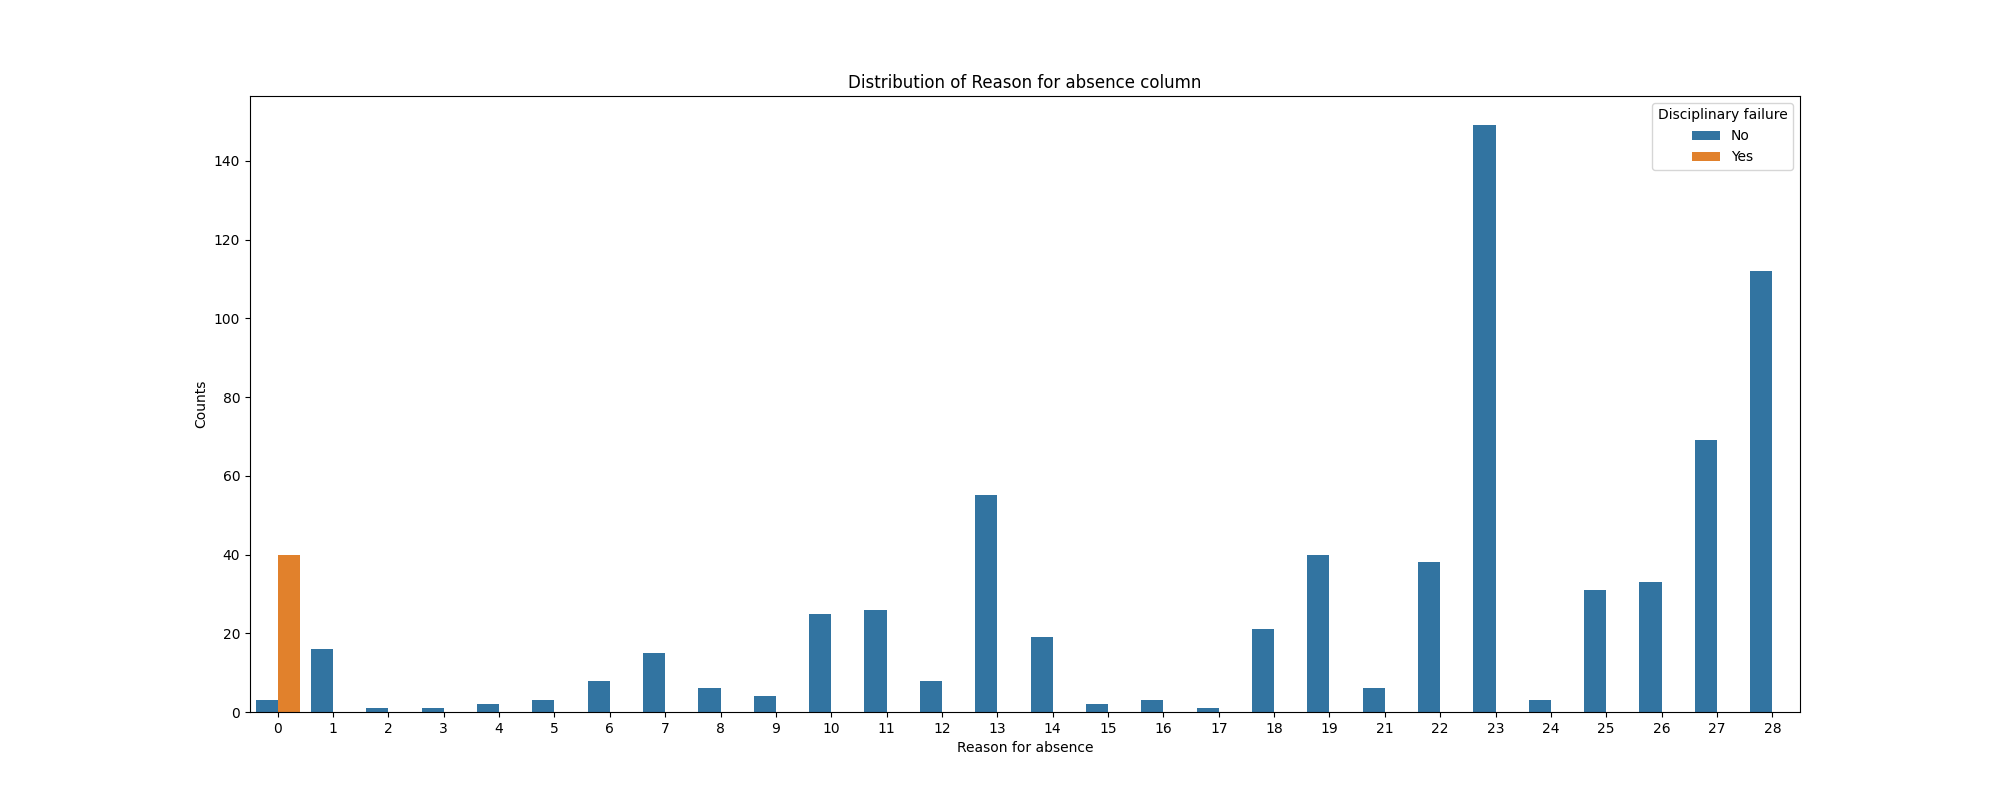 Distribution of Reason for absence column
Disciplinary failure
No
Yes
140
120
100
80
60
40
20
0
Counts
0 1 2 3 4 5 6 7 8 9 10 11 12 13 14 15 16 17 18 19 21 22 23 24 25 26 27 28
Reason for absence